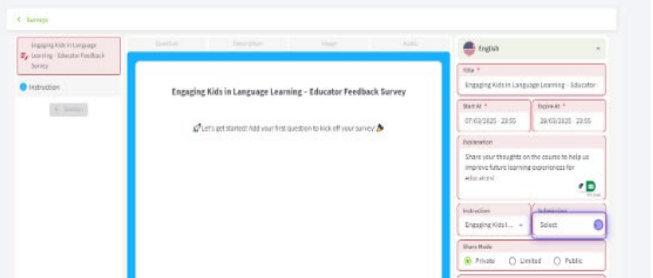 < Surveys
Engaging Kids in Language
Learning - Educator Feedback
Survey
Instruction
Question
Description
Image
Audio
Engaging Kids in Language Learning - Educator Feedback Survey
🚀Let's get started! Add your first question to kick off your survey!🎉
English
Title *
Engaging Kids in Language Learning - Educator
Start At *
07/03/2025 23:55
Expire At *
28/03/2025 23:55
Explanation
Share your thoughts on the course to help us
improve future learning experiences for
educators!
Instruction
Engaging Kids l...
Submission
Select
Share Mode
Private
Limited
Public